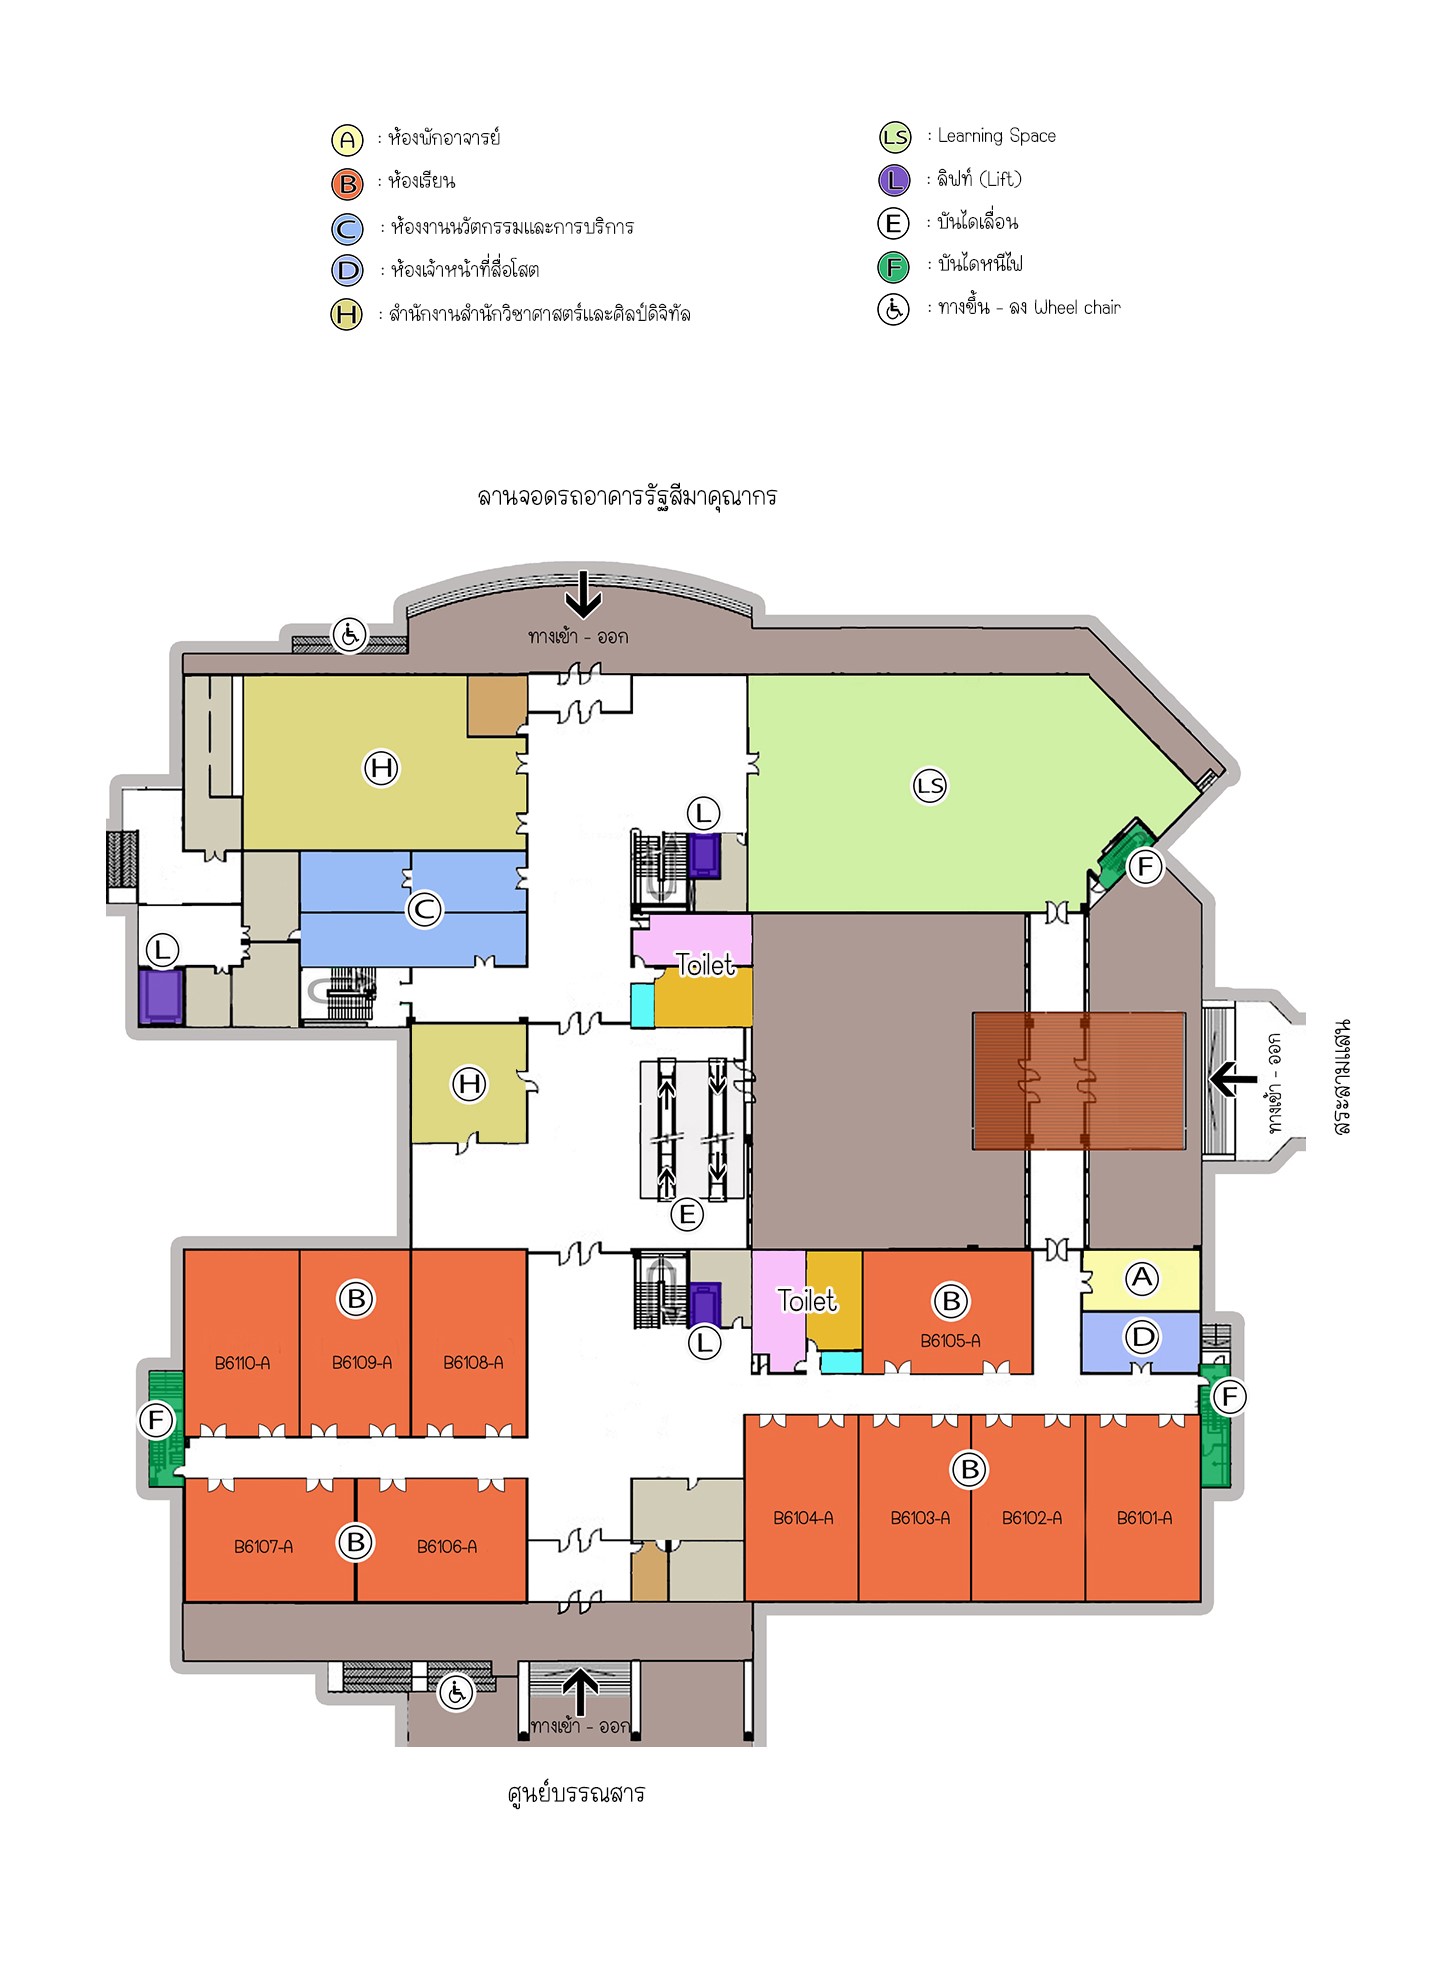 A : ห้องพักอาจารย์
B : ห้องเรียน
C : ห้องงานนวัตกรรมและการบริการ
D : ห้องเจ้าหน้าที่สื่อโสต
H : สำนักงานสำนักวิชาศาสตร์และศิลป์ดิจิทัล
LS : Learning Space
L : ลิฟท์ (Lift)
E : บันไดเลื่อน
F : บันไดหนีไฟ
: ทางขึ้น - ลง Wheel chair
ลานจอดรถอาคารรัฐสีมาคุณากร
ทางเข้า - ออก
H
LS
L
F
C
L
Toilet
H
ทางเข้า - ออก
สระสามแสน
E
B
B6110-A
B6109-A
B6108-A
L
Toilet
B
B6105-A
A
D
F
F
B
B6104-A
B6103-A
B6102-A
B6101-A
B6107-A
B
B6106-A
ทางเข้า - ออก
ศูนย์บรรณสาร